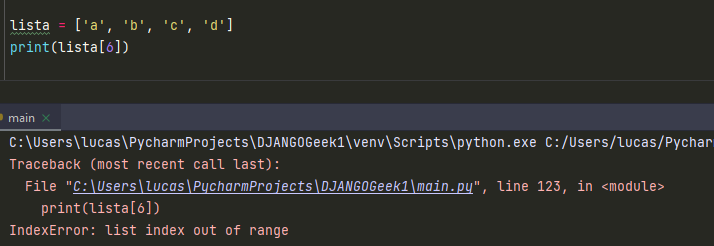 lista = ['a', 'b', 'c', 'd']
print(lista[6])
main
C:\Users\lucas\PycharmProjects\DJANGOGeek1\venv\Scripts\python.exe C:/Users/lucas/Pycharm
Traceback (most recent call last):
File "C:\Users\lucas\PycharmProjects\DJANGOGeek1\main.py", line 123, in <module>
print(lista[6])
IndexError: list index out of range